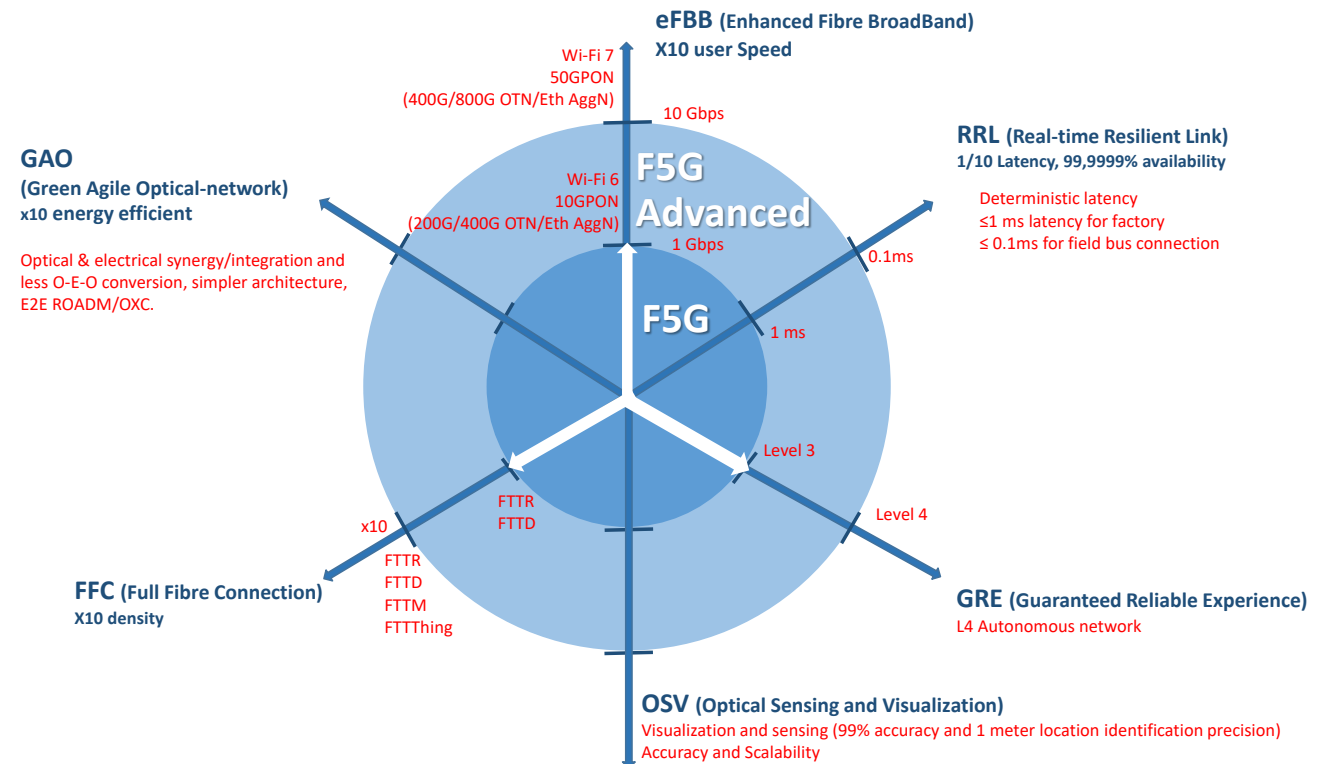 eFBB (Enhanced Fibre BroadBand)
X10 user Speed
Wi-Fi 7
50GPON
(400G/800G OTN/Eth AggN)
10 Gbps
RRL (Real-time Resilient Link)
1/10 Latency, 99,9999% availability
Deterministic latency
≤1 ms latency for factory
≤ 0.1ms for field bus connection
GAO
(Green Agile Optical-network)
x10 energy efficient
Optical & electrical synergy/integration and
less O-E-O conversion, simpler architecture,
E2E ROADM/OXC.
F5G
Advanced
Wi-Fi 6
10GPON
(200G/400G OTN/Eth AggN)
1 Gbps
0.1ms
F5G
1 ms
Level 3
FTTR
FTTD
Level 4
x10
FTTR
FTTD
FTTM
FTTThing
FFC (Full Fibre Connection)
X10 density
GRE (Guaranteed Reliable Experience)
L4 Autonomous network
OSV (Optical Sensing and Visualization)
Visualization and sensing (99% accuracy and 1 meter location identification precision)
Accuracy and Scalability